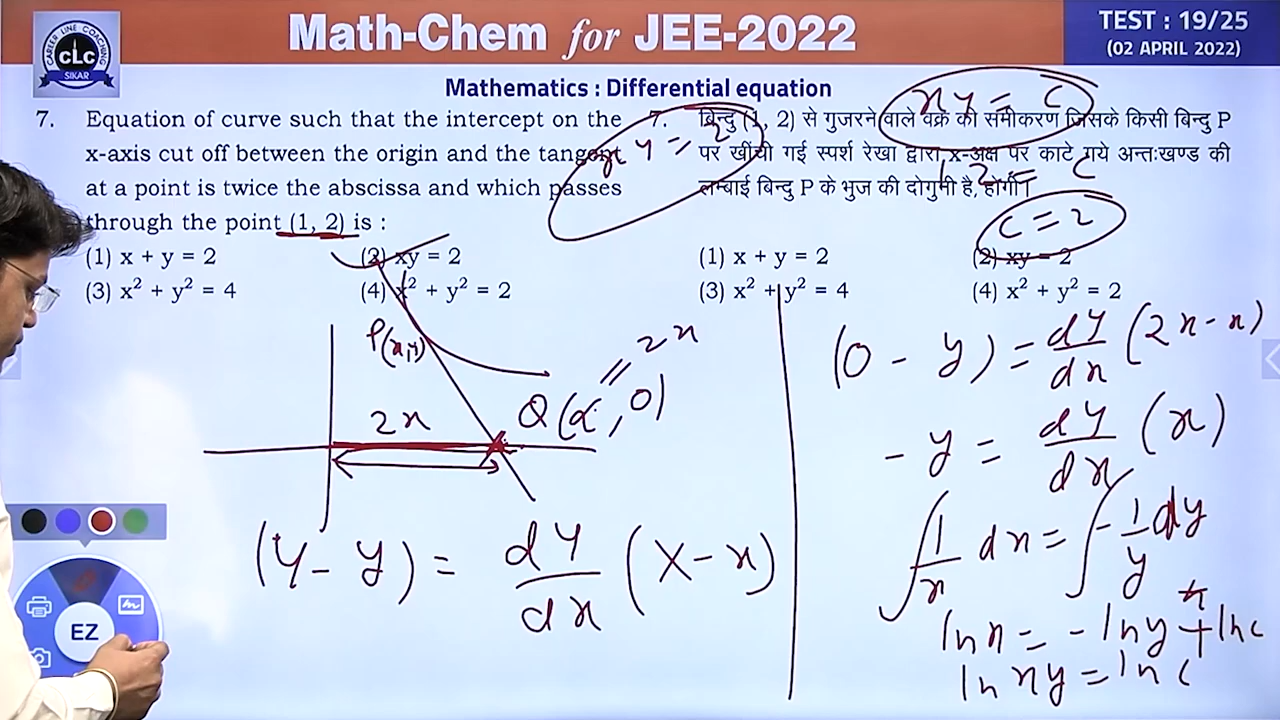 Math-Chem for JEE-2022
TEST : 19/25
(02 APRIL 2022)
CAREER LINE COACHING
CLC
SIKAR
Mathematics : Differential equation
7. Equation of curve such that the intercept on the
x-axis cut off between the origin and the tangent
at a point is twice the abscissa and which passes
through the point (1, 2) is :
(1) x + y = 2 (2) xy = 2
(3) x² + y² = 4 (4) x² + y² = 2
7. बिन्दु (1, 2) से गुजरने वाले वक्र की समीकरण जिसके किसी बिन्दु P
पर खींची गई स्पर्श रेखा द्वारा x-अक्ष पर काटे गये अन्तःखण्ड की
लम्बाई बिन्दु P के भुज की दोगुनी है, होगी।
(1) x + y = 2 (2) xy = 2
(3) x² + y² = 4 (4) x² + y² = 2
xy = 2
xy = C
1 2 = C
C = 2
P(x,y)
2x
Q(α, 0)
= 2x
(Y - y) = dy/dx (X - x)
(0 - y) = dy/dx (2x - x)
- y = dy/dx (x)
∫ 1/x dx = ∫ - 1/y dy
ln x = - ln y + ln c
ln xy = ln c
EZ